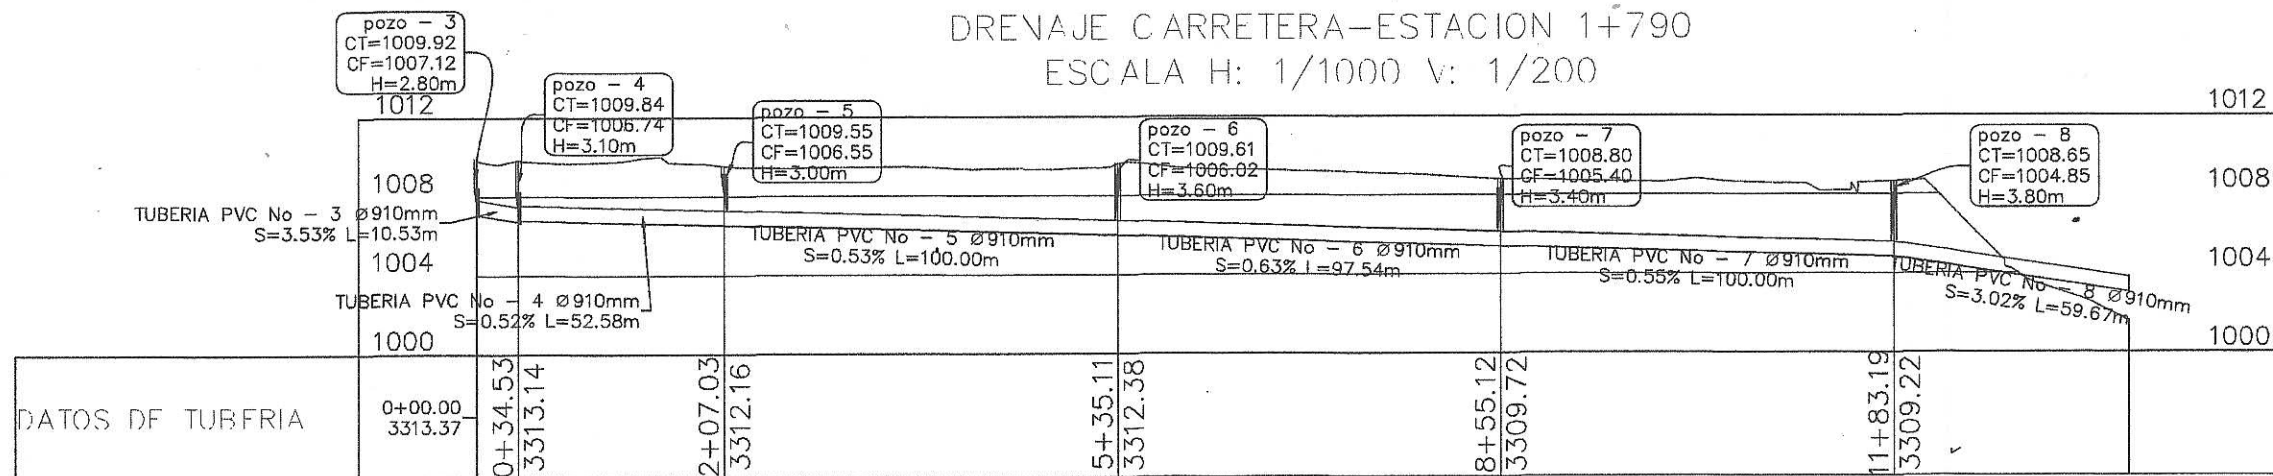 DRENAJE CARRETERA-ESTACION 1+790
ESCALA H: 1/1000 V: 1/200
pozo - 3
CT=1009.92
CF=1007.12
H=2.80m
pozo - 4
CT=1009.84
CF=1006.74
H=3.10m
pozo - 5
CT=1009.55
CF=1006.55
H=3.00m
pozo - 6
CT=1009.61
CF=1006.02
H=3.60m
pozo - 7
CT=1008.80
CF=1005.40
H=3.40m
pozo - 8
CT=1008.65
CF=1004.85
H=3.80m
1012
1012
1008
1008
TUBERIA PVC No - 3 Ø910mm
S=3.53% L=10.53m
TUBERIA PVC No - 5 Ø910mm
S=0.53% L=100.00m
TUBERIA PVC No - 6 Ø910mm
S=0.63% L=97.54m
TUBERIA PVC No - 7 Ø910mm
S=0.55% L=100.00m
1004
1004
TUBERIA PVC No - 8 Ø910mm
S=3.02% L=59.67m
TUBERIA PVC No - 4 Ø910mm
S=0.52% L=52.58m
1000
1000
DATOS DE TUBERIA
0+00.00
3313.37
0+34.53
3313.14
2+07.03
3312.16
5+35.11
3312.38
8+55.12
3309.72
11+83.19
3309.22